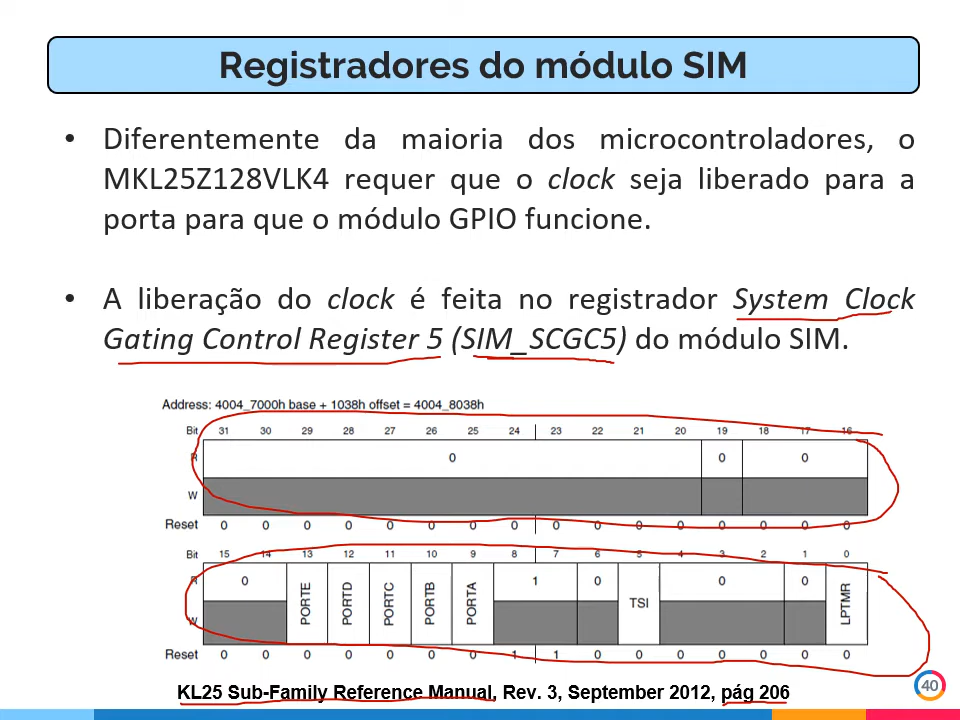 Registradores do módulo SIM
• Diferentemente da maioria dos microcontroladores, o
MKL25Z128VLK4 requer que o clock seja liberado para a
porta para que o módulo GPIO funcione.
• A liberação do clock é feita no registrador System Clock
Gating Control Register 5 (SIM_SCGC5) do módulo SIM.
Address: 4004_7000h base + 1038h offset = 4004_8038h
Bit 31 30 29 28 27 26 25 24 23 22 21 20 19 18 17 16
R 0 0 0
W
Reset 0 0 0 0 0 0 0 0 0 0 0 0 0 0 0 0
Bit 15 14 13 12 11 10 9 8 7 6 5 4 3 2 1 0
R 0 PORTE PORTD PORTC PORTB PORTA 1 0 TSI 0 0 LPTMR
W
Reset 0 0 0 0 0 0 0 1 1 0 0 0 0 0 0 0
KL25 Sub-Family Reference Manual, Rev. 3, September 2012, pág 206
40